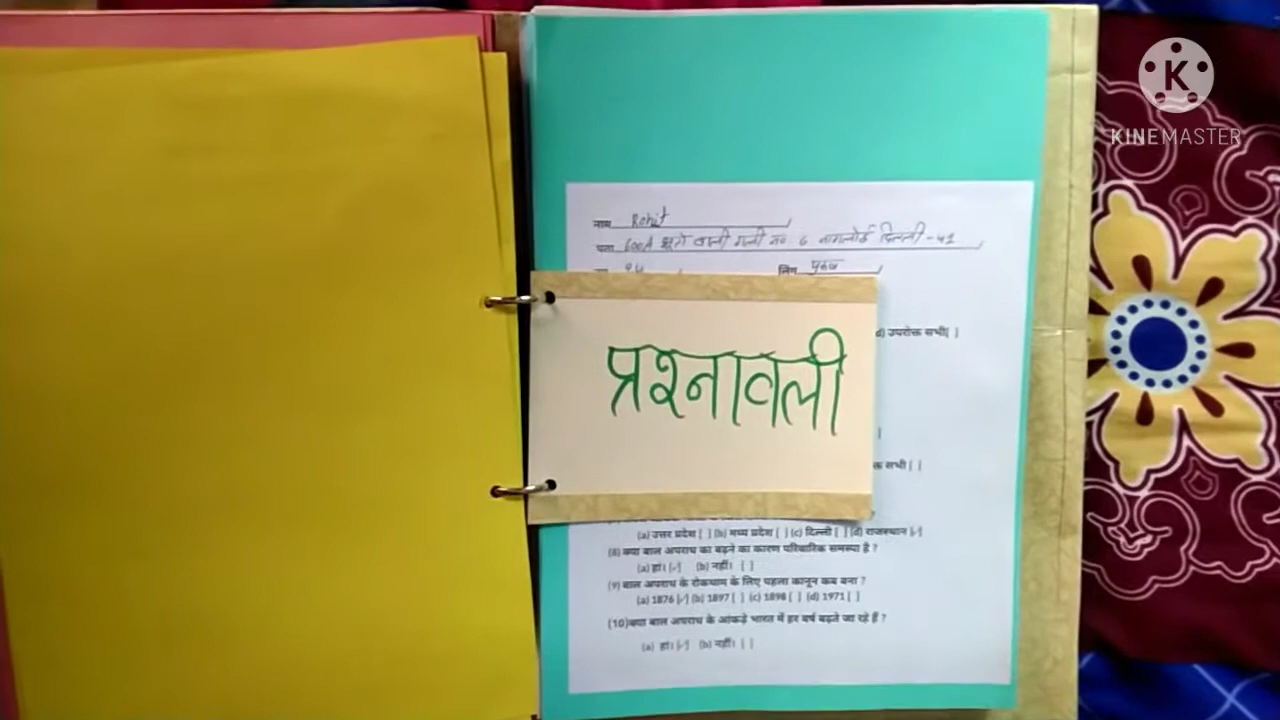 नाम Rohit
पता 600A भूतो वाली गली न०. 6 नांगलोई दिल्ली - 41
लिंग पुरुष
d) उपरोक्त सभी[ ]
प्रश्नावली
सभी [ ]
(a) उत्तर प्रदेश [ ] (b) मध्य प्रदेश [ ] (c) दिल्ली [ ] (d) राजस्थान [✓]
(8) क्या बाल अपराध का बढ़ने का कारण परिवारिक समस्या है ?
(a) हां। [✓] (b) नहीं। [ ]
(9) बाल अपराध के रोकथाम के लिए पहला कानून कब बना ?
(a) 1876 [✓] (b) 1897 [ ] (c) 1898 [ ] (d) 1971 [ ]
(10)क्या बाल अपराध के आंकड़े भारत में हर वर्ष बढ़ते जा रहे हैं ?
(a) हां। [✓] (b) नहीं। [ ]
K
KINEMASTER